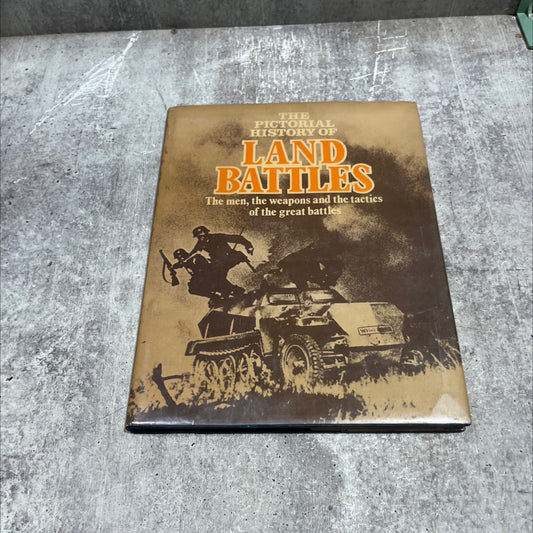 THE
PICTORIAL
HISTORY OF
LAND
BATTLES
The men, the weapons and the tactics
of the great battles